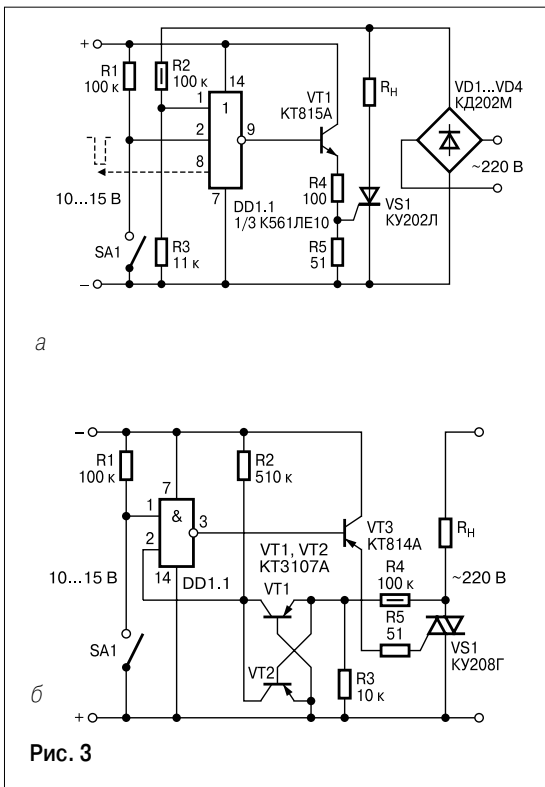 +
R1
100 к
R2
100 к
14
1
1
2
9
8
7
VT1
КТ815А
Rн
VD1...VD4
КД202М
~220 В
R4
100
10...15 В
DD1.1
1/3 К561ЛЕ10
VS1
КУ202Л
SA1
R3
11 к
R5
51
–
а
–
R1
100 к
7
R2
510 к
1
&
2
3
14
DD1.1
VT3
КТ814А
Rн
VT1, VT2
КТ3107А
10...15 В
VT1
R4
100 к
~220 В
R5
51
VS1
КУ208Г
SA1
VT2
R3
10 к
б
+
Рис. 3